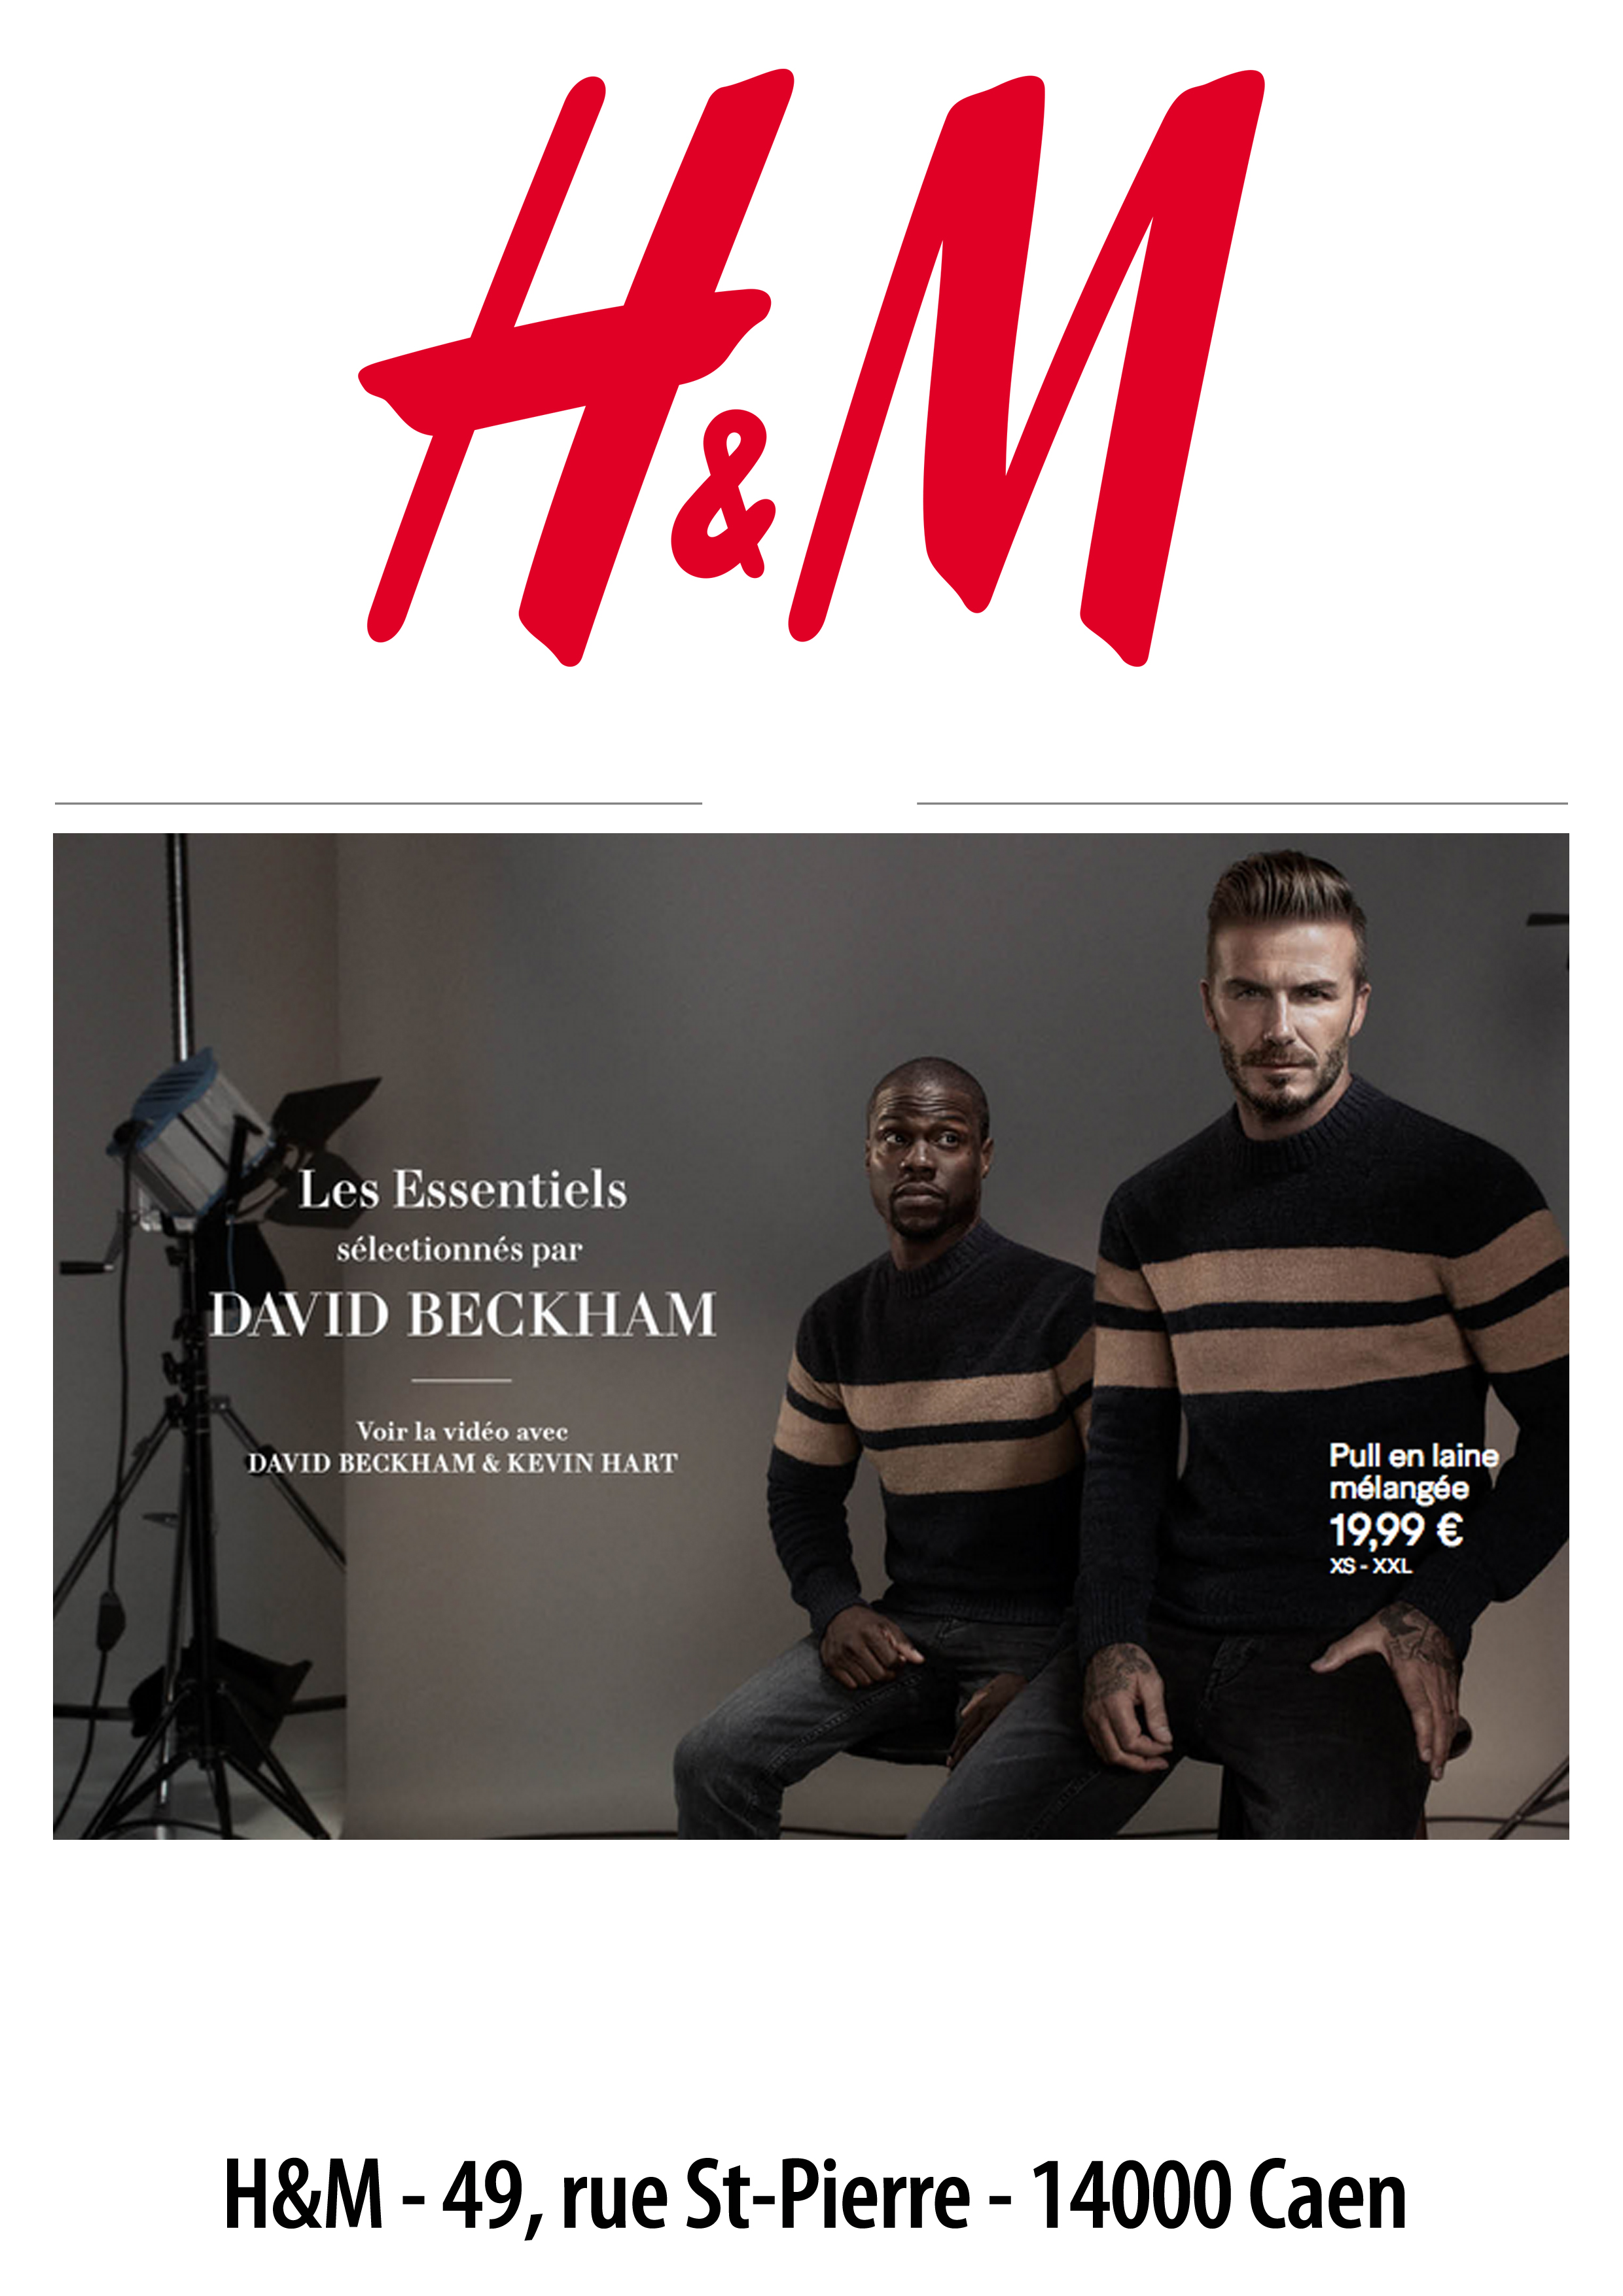 H&M
Les Essentiels
sélectionnés par
DAVID BECKHAM
Voir la vidéo avec
DAVID BECKHAM & KEVIN HART
Pull en laine
mélangée
19,99 €
XS - XXL
H&M - 49, rue St-Pierre - 14000 Caen